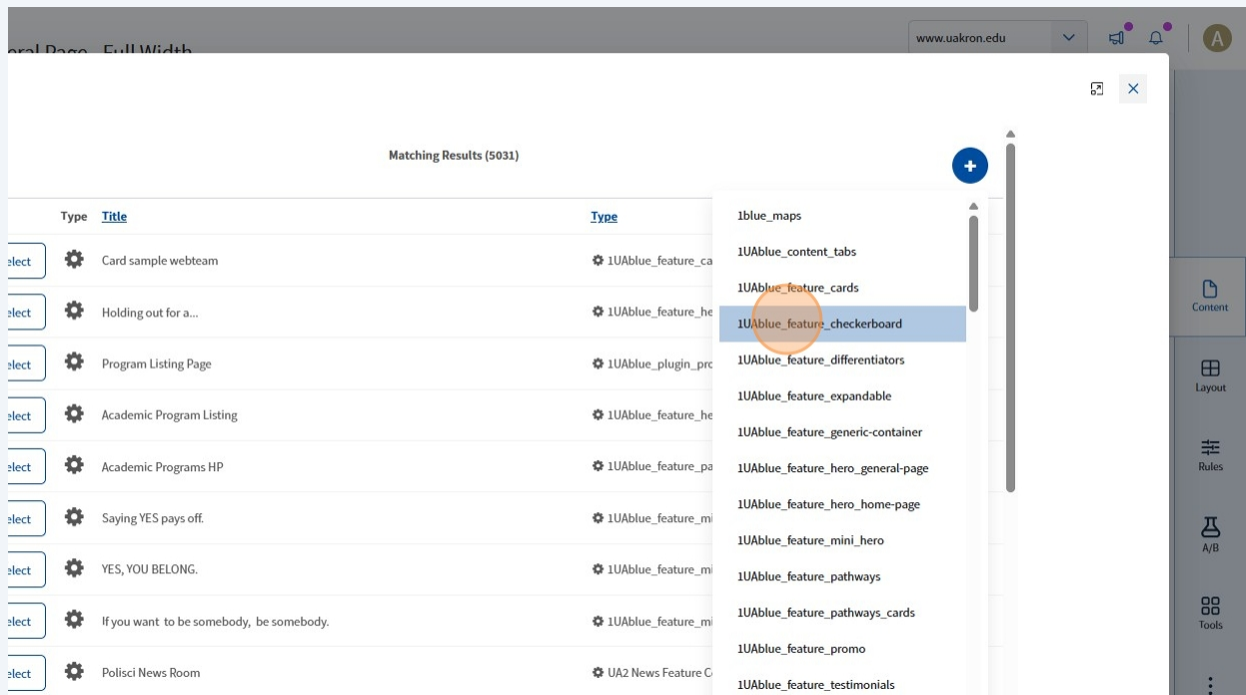 eral Page - Full Width
www.uakron.edu
A
Matching Results (5031)
Type Title Type
elect Card sample webteam 1UAblue_feature_ca
elect Holding out for a... 1UAblue_feature_he
elect Program Listing Page 1UAblue_plugin_pro
elect Academic Program Listing 1UAblue_feature_he
elect Academic Programs HP 1UAblue_feature_pa
elect Saying YES pays off. 1UAblue_feature_mi
elect YES, YOU BELONG. 1UAblue_feature_mi
elect If you want to be somebody, be somebody. 1UAblue_feature_mi
elect Polisci News Room UA2 News Feature C
1blue_maps
1UAblue_content_tabs
1UAblue_feature_cards
1UAblue_feature_checkerboard
1UAblue_feature_differentiators
1UAblue_feature_expandable
1UAblue_feature_generic-container
1UAblue_feature_hero_general-page
1UAblue_feature_hero_home-page
1UAblue_feature_mini_hero
1UAblue_feature_pathways
1UAblue_feature_pathways_cards
1UAblue_feature_promo
1UAblue_feature_testimonials
Content
Layout
Rules
A/B
Tools